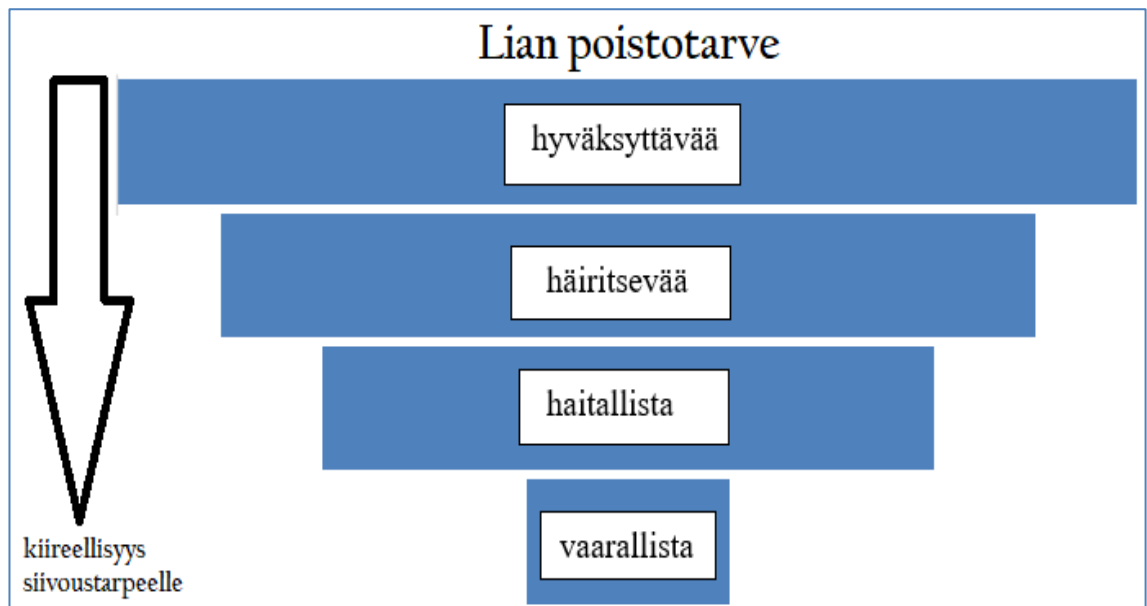 Lian poistotarve
hyväksyttävää
häiritsevää
haitallista
vaarallista
kiireellisyys
siivoustarpeelle